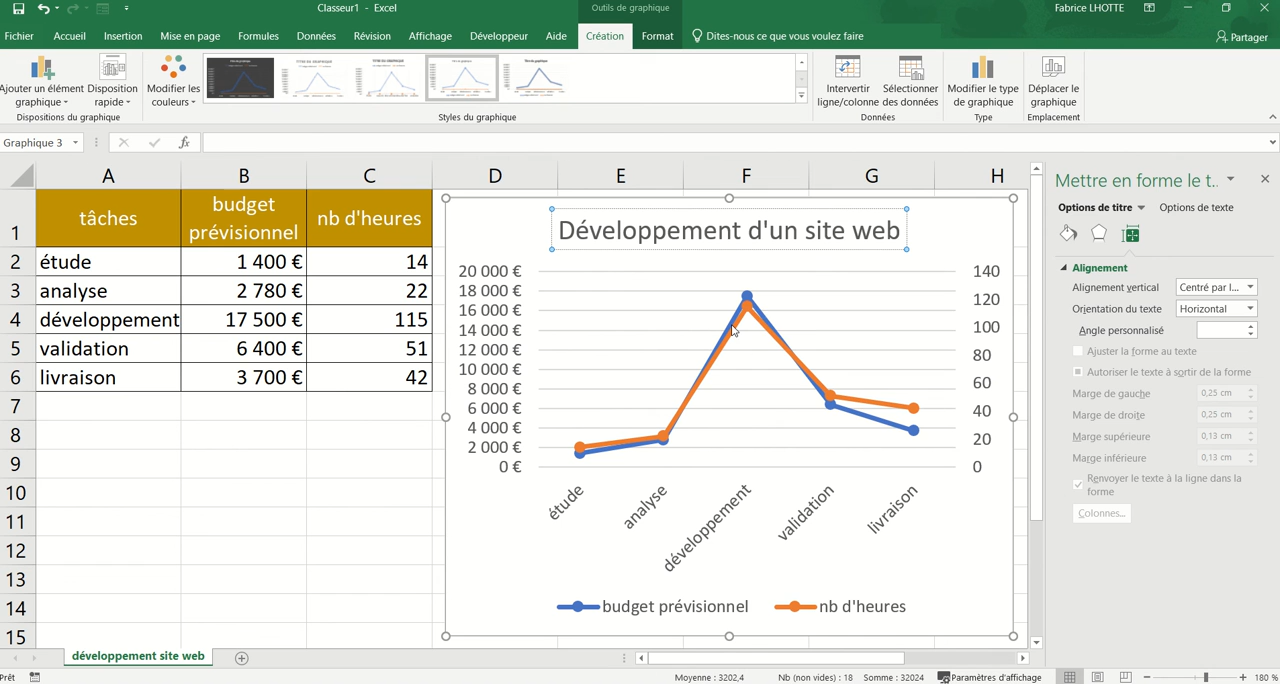 Classeur1 - Excel
Outils de graphique
Fabrice LHOTTE
Fichier Accueil Insertion Mise en page Formules Données Révision Affichage Développeur Aide Création Format Dites-nous ce que vous voulez faire Partager
Ajouter un élément Disposition Modifier les Intervertir Sélectionner Modifier le type Déplacer le
graphique rapide couleurs ligne/colonne des données de graphique graphique
Dispositions du graphique Styles du graphique Données Type Emplacement
Graphique 3 fx
A B C D E F G H
1 tâches budget prévisionnel nb d'heures
2 étude 1 400 € 14
3 analyse 2 780 € 22
4 développement 17 500 € 115
5 validation 6 400 € 51
6 livraison 3 700 € 42
7
8
9
10
11
12
13
14
15
Développement d'un site web
20 000 € 140
18 000 €
16 000 € 120
14 000 € 100
12 000 €
10 000 € 80
8 000 € 60
6 000 € 40
4 000 €
2 000 € 20
0 € 0
étude analyse développement validation livraison
budget prévisionnel nb d'heures
Mettre en forme le t...
Options de titre Options de texte
Alignement
Alignement vertical Centré par l...
Orientation du texte Horizontal
Angle personnalisé
Ajuster la forme au texte
Autoriser le texte à sortir de la forme
Marge de gauche 0,25 cm
Marge de droite 0,25 cm
Marge supérieure 0,13 cm
Marge inférieure 0,13 cm
Renvoyer le texte à la ligne dans la
forme
Colonnes...
développement site web
Prêt Moyenne : 3202,4 Nb (non vides) : 18 Somme : 32024 Paramètres d'affichage 180 %